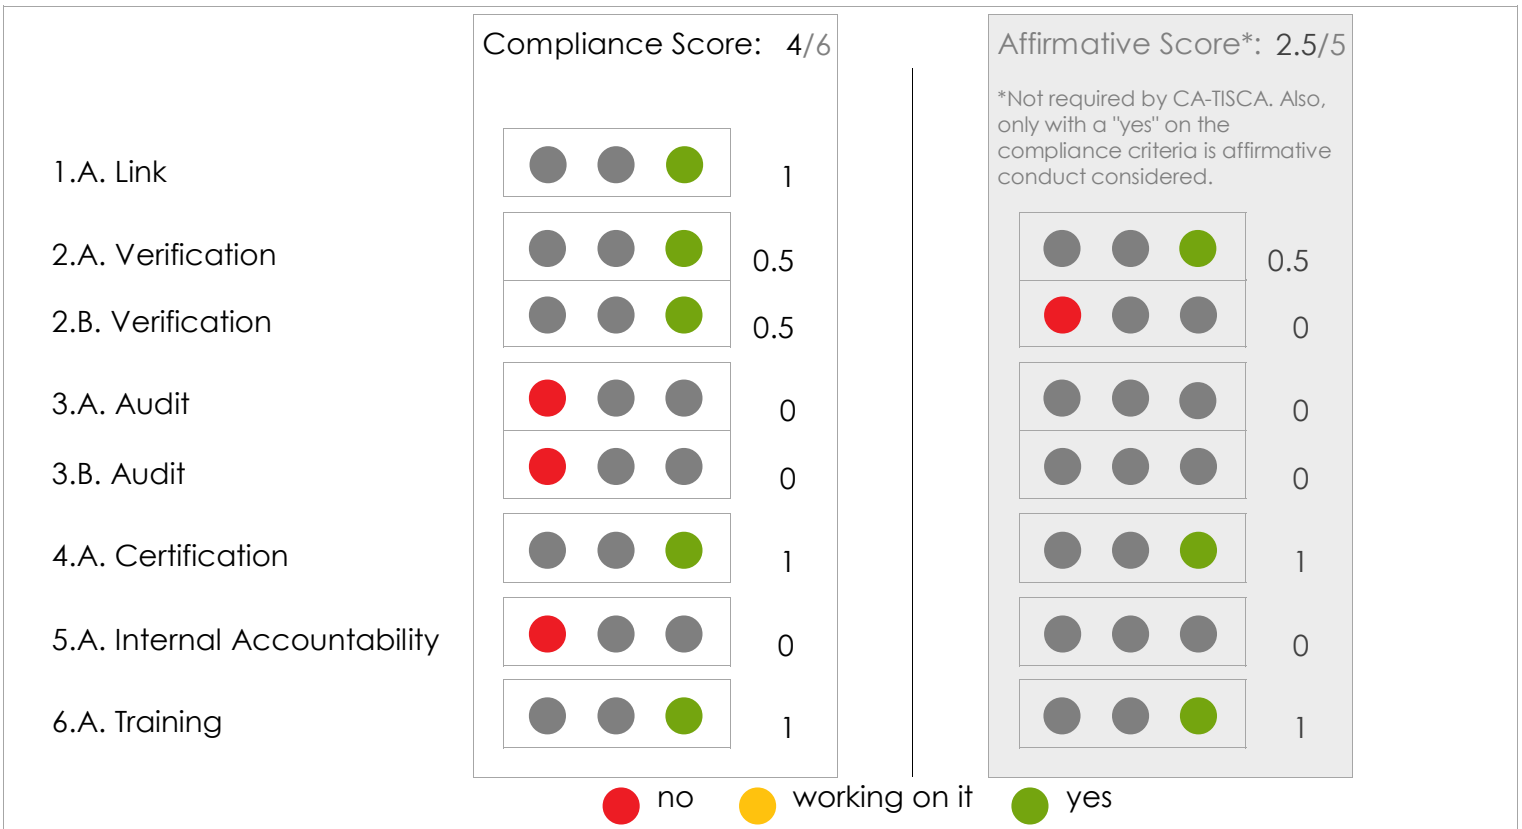 Compliance Score: 4/6
Affirmative Score*: 2.5/5
*Not required by CA-TISCA. Also,
only with a "yes" on the
compliance criteria is affirmative
conduct considered.
1.A. Link 1
2.A. Verification 0.5 0.5
2.B. Verification 0.5 0
3.A. Audit 0 0
3.B. Audit 0 0
4.A. Certification 1 1
5.A. Internal Accountability 0 0
6.A. Training 1 1
no working on it yes